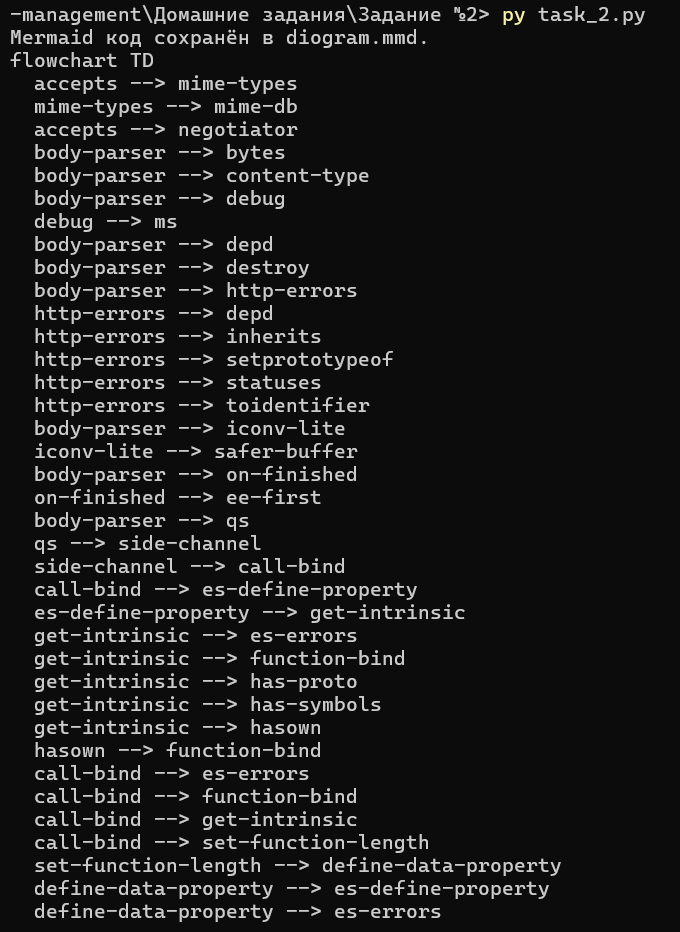 -management\Домашние задания\Задание №2> py task_2.py
Mermaid код сохранён в diogram.mmd.
flowchart TD
  accepts --> mime-types
  mime-types --> mime-db
  accepts --> negotiator
  body-parser --> bytes
  body-parser --> content-type
  body-parser --> debug
  debug --> ms
  body-parser --> depd
  body-parser --> destroy
  body-parser --> http-errors
  http-errors --> depd
  http-errors --> inherits
  http-errors --> setprototypeof
  http-errors --> statuses
  http-errors --> toidentifier
  body-parser --> iconv-lite
  iconv-lite --> safer-buffer
  body-parser --> on-finished
  on-finished --> ee-first
  body-parser --> qs
  qs --> side-channel
  side-channel --> call-bind
  call-bind --> es-define-property
  es-define-property --> get-intrinsic
  get-intrinsic --> es-errors
  get-intrinsic --> function-bind
  get-intrinsic --> has-proto
  get-intrinsic --> has-symbols
  get-intrinsic --> hasown
  hasown --> function-bind
  call-bind --> es-errors
  call-bind --> function-bind
  call-bind --> get-intrinsic
  call-bind --> set-function-length
  set-function-length --> define-data-property
  define-data-property --> es-define-property
  define-data-property --> es-errors